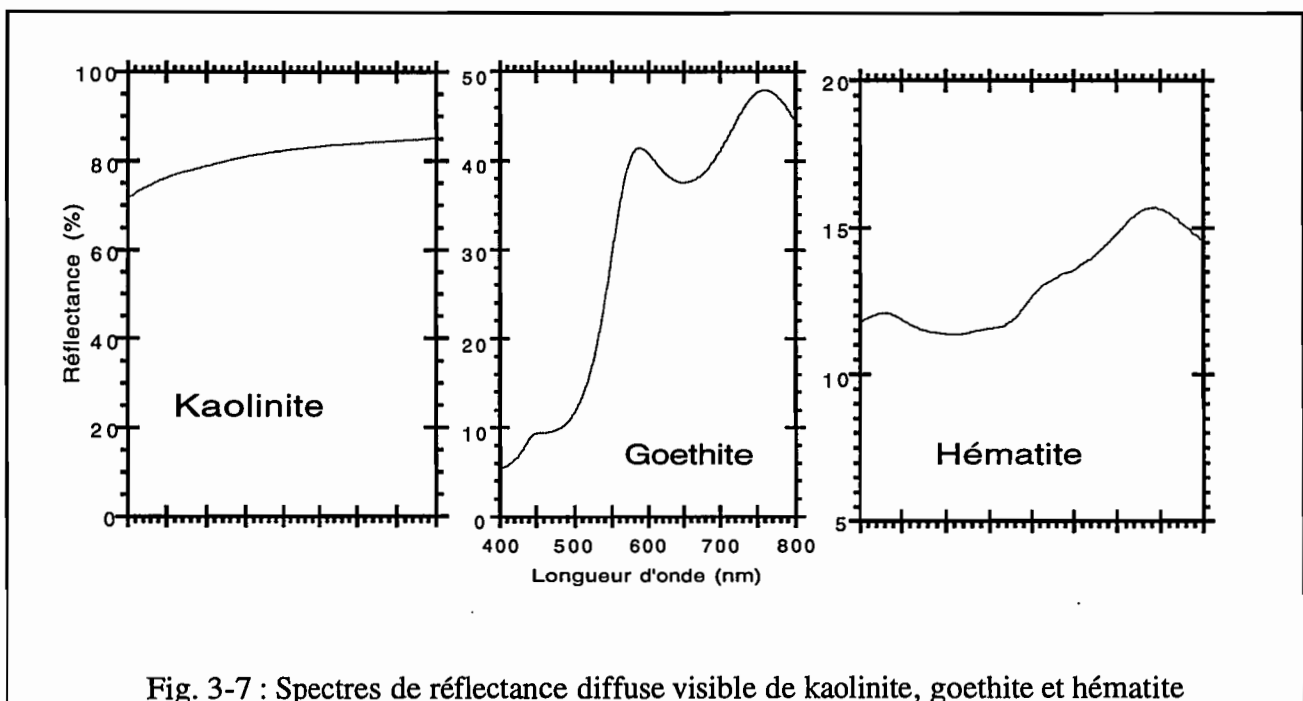 100
80
60
40
20
0
Réflectance (%)
Kaolinite
50
40
30
20
10
0
Goethite
400 500 600 700 800
Longueur d'onde (nm)
20
15
10
5
Hématite
Fig. 3-7 : Spectres de réflectance diffuse visible de kaolinite, goethite et hématite